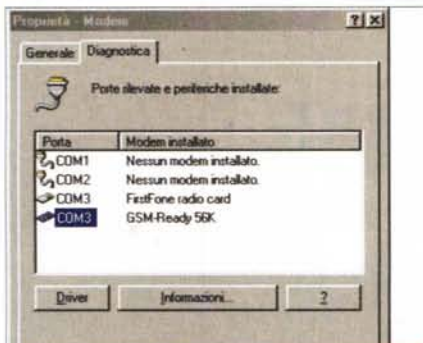 Proprietà - Modem
Generale Diagnostica
Porte rilevate e periferiche installate:
Porta Modem installato
COM1 Nessun modem installato.
COM2 Nessun modem installato.
COM3 FirstFone radio card
COM3 GSM-Ready 56K
Driver Informazioni... ?